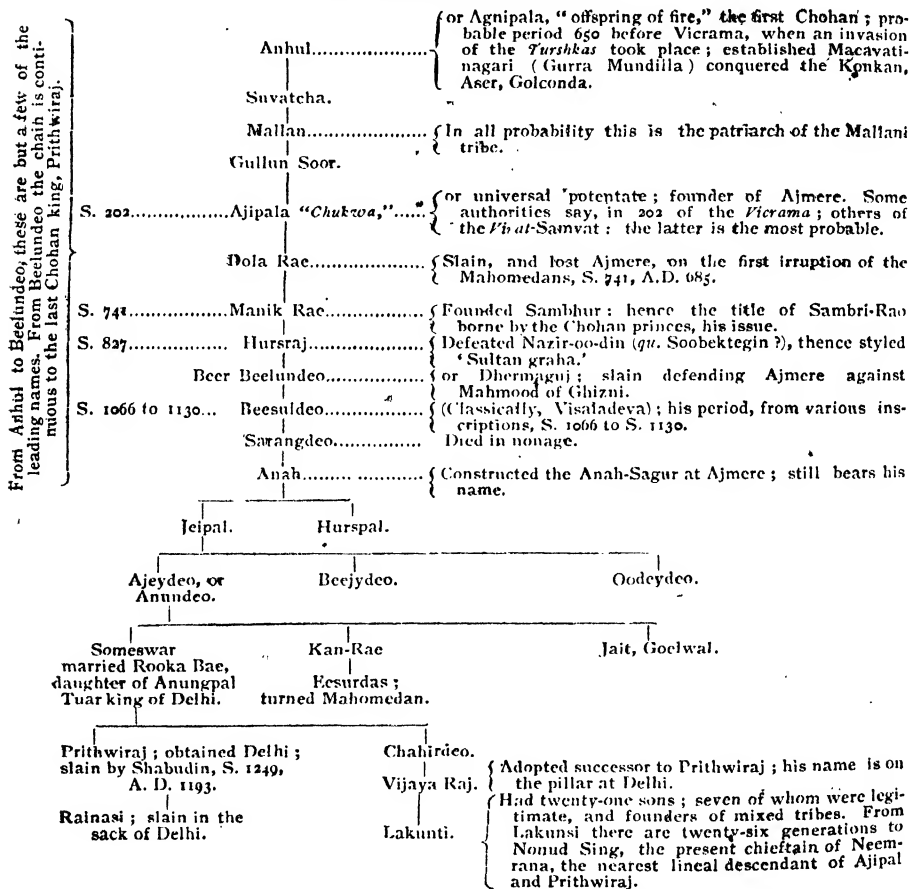 From Anhul to Beelundeo, these are but a few of the
leading names. From Beelundeo the chain is conti-
nuous to the last Chohan king, Prithwiraj.
Anhul.................. or Agnipala, "offspring of fire," the first Chohan; pro-
bable period 650 before Vicrama, when an invasion
of the Turshkas took place; established Macavati-
nagari (Gurra Mundilla) conquered the Konkan,
Aser, Golconda.
Suvatcha.
Mallan.................. In all probability this is the patriarch of the Mallani
tribe.
Gullun Soor.
S. 202............... Ajipala "Chukwa,"...... or universal potentate; founder of Ajmere. Some
authorities say, in 202 of the Vicrama; others of
the Virat-Samvat: the latter is the most probable.
Dola Rae............... Slain, and lost Ajmere, on the first irruption of the
Mahomedans, S. 741, A.D. 685.
S. 741............... Manik Rae............... Founded Sambhur: hence the title of Sambri-Rao
borne by the Chohan princes, his issue.
S. 827............... Hursraj.................. Defeated Nazir-oo-din (qu. Soobektegin?), thence styled
'Sultan graha.'
Beer Beelundeo............ or Dhermaguj; slain defending Ajmere against
Mahmood of Ghizni.
S. 1066 to 1130... Beesuldeo............... (Classically, Visaladeva); his period, from various ins-
criptions, S. 1066 to S. 1130.
Sarangdeo............... Died in nonage.
Anah......... ............ Constructed the Anah-Sagur at Ajmere; still bears his
name.
Jeipal. Hurspal.
Ajeydeo, or Beejydeo. Oodeydeo.
Anundeo.
Someswar Kan-Rae Jait, Goelwal.
married Rooka Bae,
daughter of Anungpal Eesurdas;
Tuar king of Delhi. turned Mahomedan.
Prithwiraj; obtained Delhi; Chahirdeo.
slain by Shabudin, S. 1249,
A. D. 1193. Vijaya Raj. Adopted successor to Prithwiraj; his name is on
the pillar at Delhi.
Rainasi; slain in the
sack of Delhi. Lakunti. Had twenty-one sons; seven of whom were legi-
timate, and founders of mixed tribes. From
Lakunsi there are twenty-six generations to
Nonud Sing, the present chieftain of Neem-
rana, the nearest lineal descendant of Ajipal
and Prithwiraj.